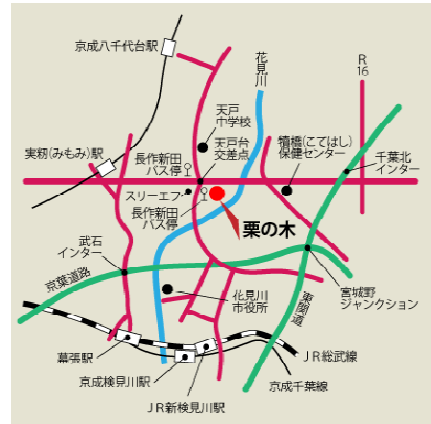 京成八千代台駅
花見川
R
16
天戸
中学校
長作新田
バス停
天戸台
交差点
犢橋(こてはし)
保健センター
千葉北
インター
実籾(みもみ)駅
スリーエフ
長作新田
バス停
栗の木
武石
インター
京葉道路
花見川
市役所
東関道
宮城野
ジャンクション
幕張駅
京成検見川駅
JR新検見川駅
JR総武線
京成千葉線